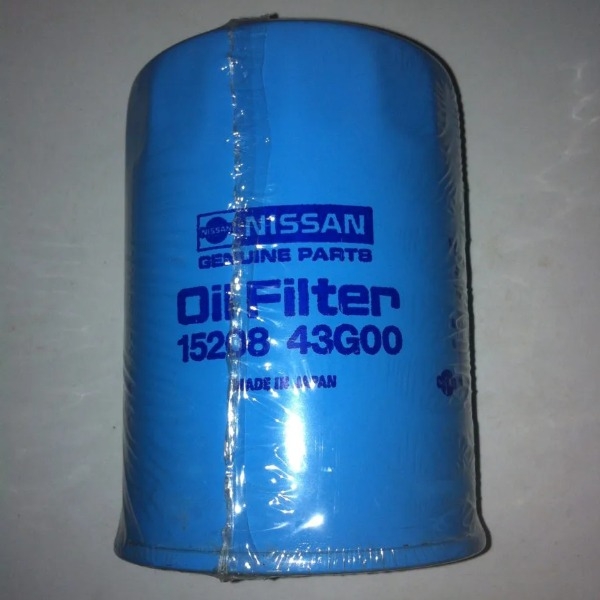 NISSAN NISSAN
GENUINE PARTS
Oil Filter
15208 43G00
MADE IN JAPAN